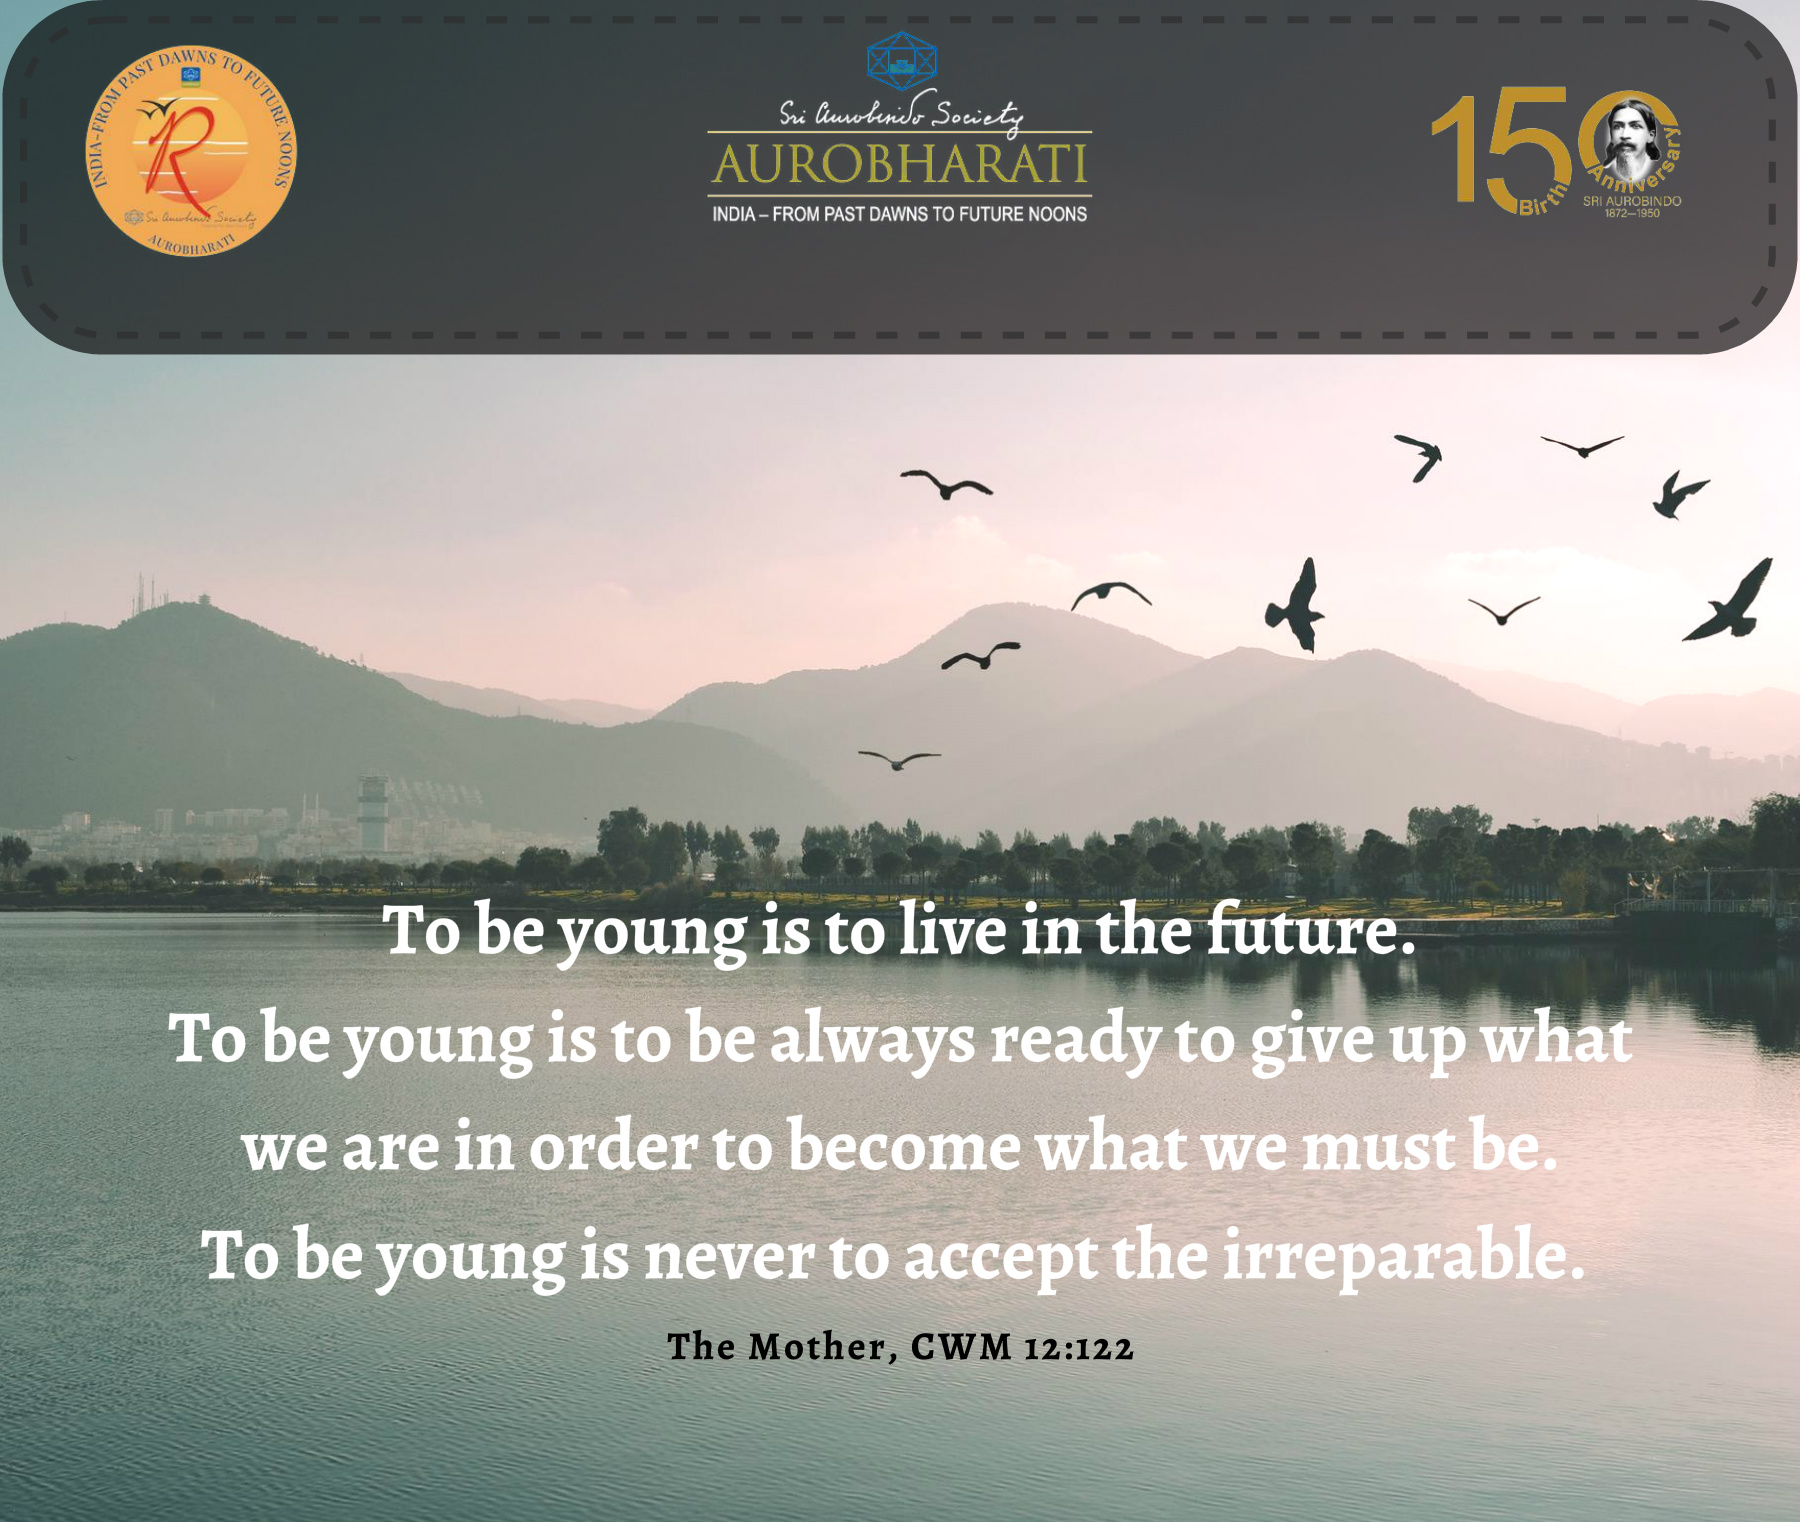 INDIA-FROM PAST DAWNS TO FUTURE NOONS
R
Sri Aurobindo Society
AUROBHARATI
Sri Aurobindo Society
AUROBHARATI
INDIA – FROM PAST DAWNS TO FUTURE NOONS
150
Birth Anniversary
SRI AUROBINDO
1872—1950
To be young is to live in the future.
To be young is to be always ready to give up what
we are in order to become what we must be.
To be young is never to accept the irreparable.
The Mother, CWM 12:122